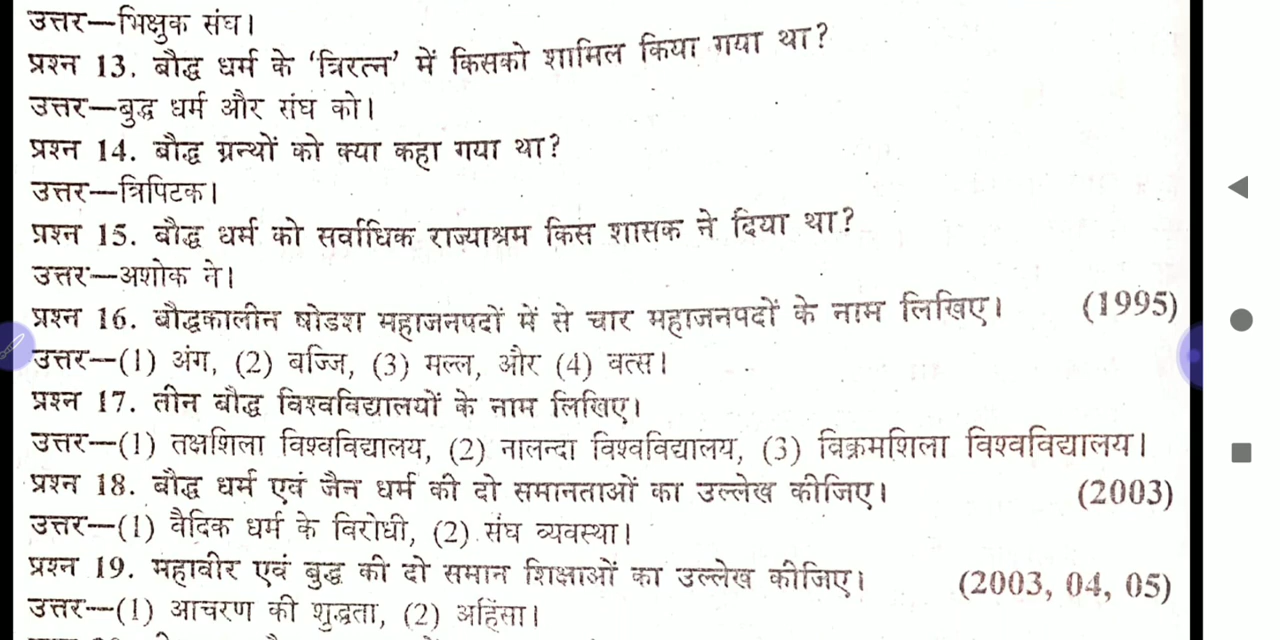 उत्तर—भिक्षुक संघ।
प्रश्न 13. बौद्ध धर्म के ‘त्रिरत्न’ में किसको शामिल किया गया था?
उत्तर—बुद्ध धर्म और संघ को।
प्रश्न 14. बौद्ध ग्रन्थों को क्या कहा गया था?
उत्तर—त्रिपिटक।
प्रश्न 15. बौद्ध धर्म को सर्वाधिक राज्याश्रम किस शासक ने दिया था?
उत्तर—अशोक ने।
प्रश्न 16. बौद्धकालीन षोडश महाजनपदों में से चार महाजनपदों के नाम लिखिए। (1995)
उत्तर—(1) अंग, (2) बज्जि, (3) मल्ल, और (4) वत्स।
प्रश्न 17. तीन बौद्ध विश्वविद्यालयों के नाम लिखिए।
उत्तर—(1) तक्षशिला विश्वविद्यालय, (2) नालन्दा विश्वविद्यालय, (3) विक्रमशिला विश्वविद्यालय।
प्रश्न 18. बौद्ध धर्म एवं जैन धर्म की दो समानताओं का उल्लेख कीजिए। (2003)
उत्तर—(1) वैदिक धर्म के विरोधी, (2) संघ व्यवस्था।
प्रश्न 19. महावीर एवं बुद्ध की दो समान शिक्षाओं का उल्लेख कीजिए। (2003, 04, 05)
उत्तर—(1) आचरण की शुद्धता, (2) अहिंसा।